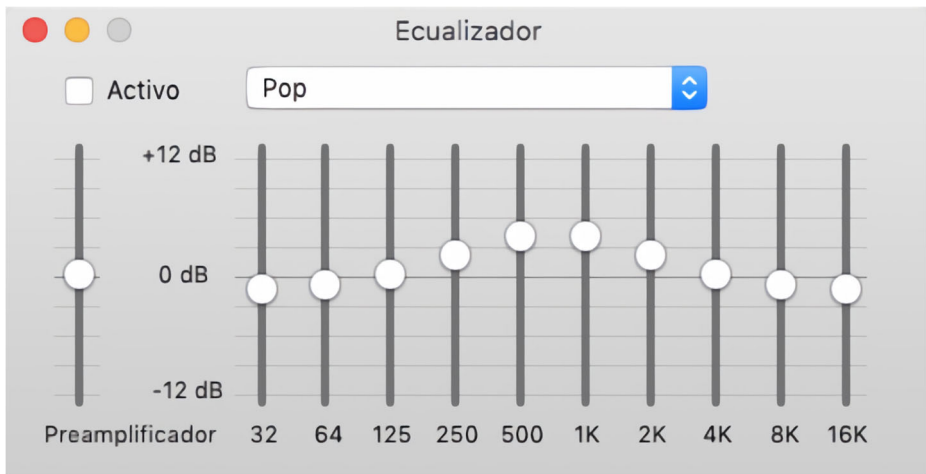 Ecualizador
Activo
Pop
+12 dB
0 dB
-12 dB
Preamplificador 32 64 125 250 500 1K 2K 4K 8K 16K